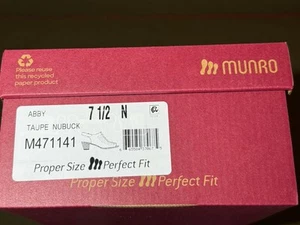 Please reuse
this recycled
paper product
munro
ABBY
7 1/2 N
TAUPE NUBUCK
M471141
Proper Size Perfect Fit
Proper Size Perfect Fit